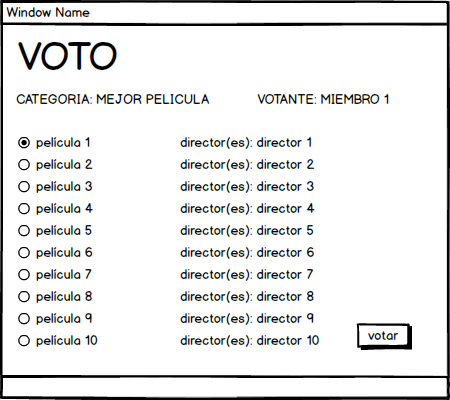 Window Name
VOTO
CATEGORIA: MEJOR PELICULA VOTANTE: MIEMBRO 1
película 1 director(es): director 1
película 2 director(es): director 2
película 3 director(es): director 3
película 4 director(es): director 4
película 5 director(es): director 5
película 6 director(es): director 6
película 7 director(es): director 7
película 8 director(es): director 8
película 9 director(es): director 9
película 10 director(es): director 10
votar